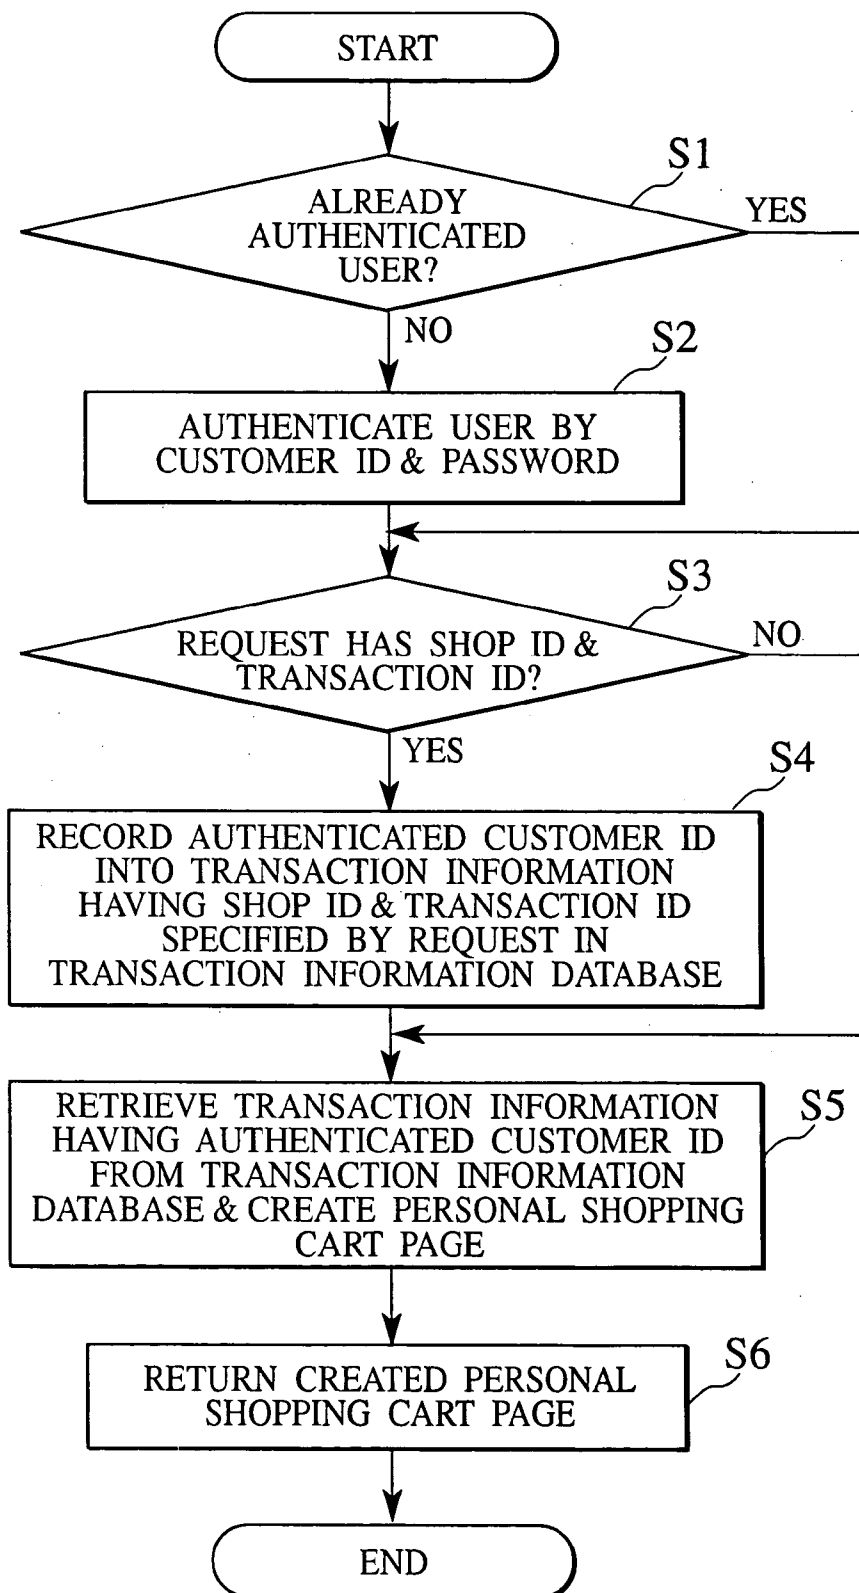 START
S1
ALREADY
AUTHENTICATED
USER?
YES
NO
S2
AUTHENTICATE USER BY
CUSTOMER ID & PASSWORD
S3
REQUEST HAS SHOP ID &
TRANSACTION ID?
NO
YES
S4
RECORD AUTHENTICATED CUSTOMER ID
INTO TRANSACTION INFORMATION
HAVING SHOP ID & TRANSACTION ID
SPECIFIED BY REQUEST IN
TRANSACTION INFORMATION DATABASE
S5
RETRIEVE TRANSACTION INFORMATION
HAVING AUTHENTICATED CUSTOMER ID
FROM TRANSACTION INFORMATION
DATABASE & CREATE PERSONAL SHOPPING
CART PAGE
S6
RETURN CREATED PERSONAL
SHOPPING CART PAGE
END